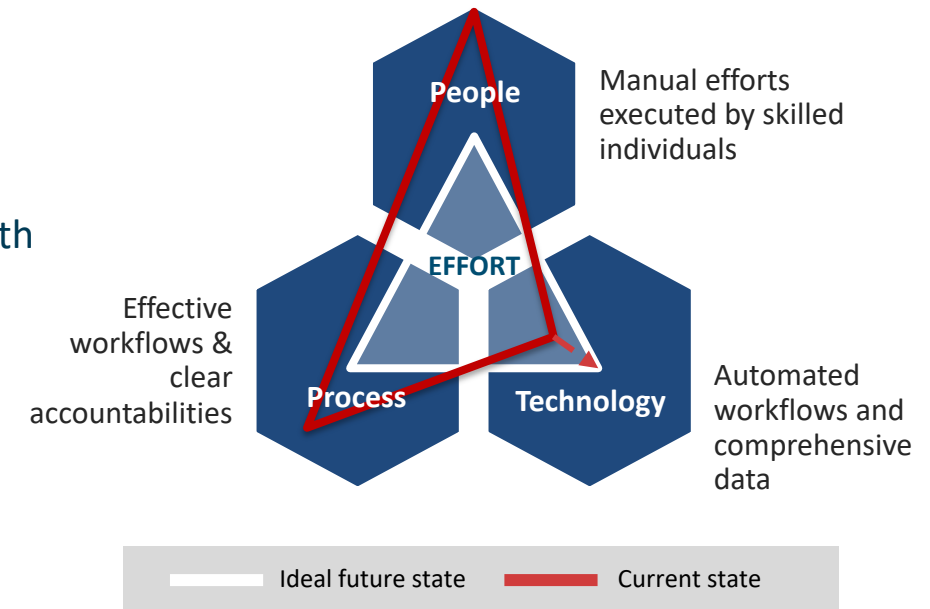 People
Manual efforts
executed by skilled
individuals
th
EFFORT
Effective
workflows &
clear
accountabilities
Process
Technology
Automated
workflows and
comprehensive
data
Ideal future state
Current state